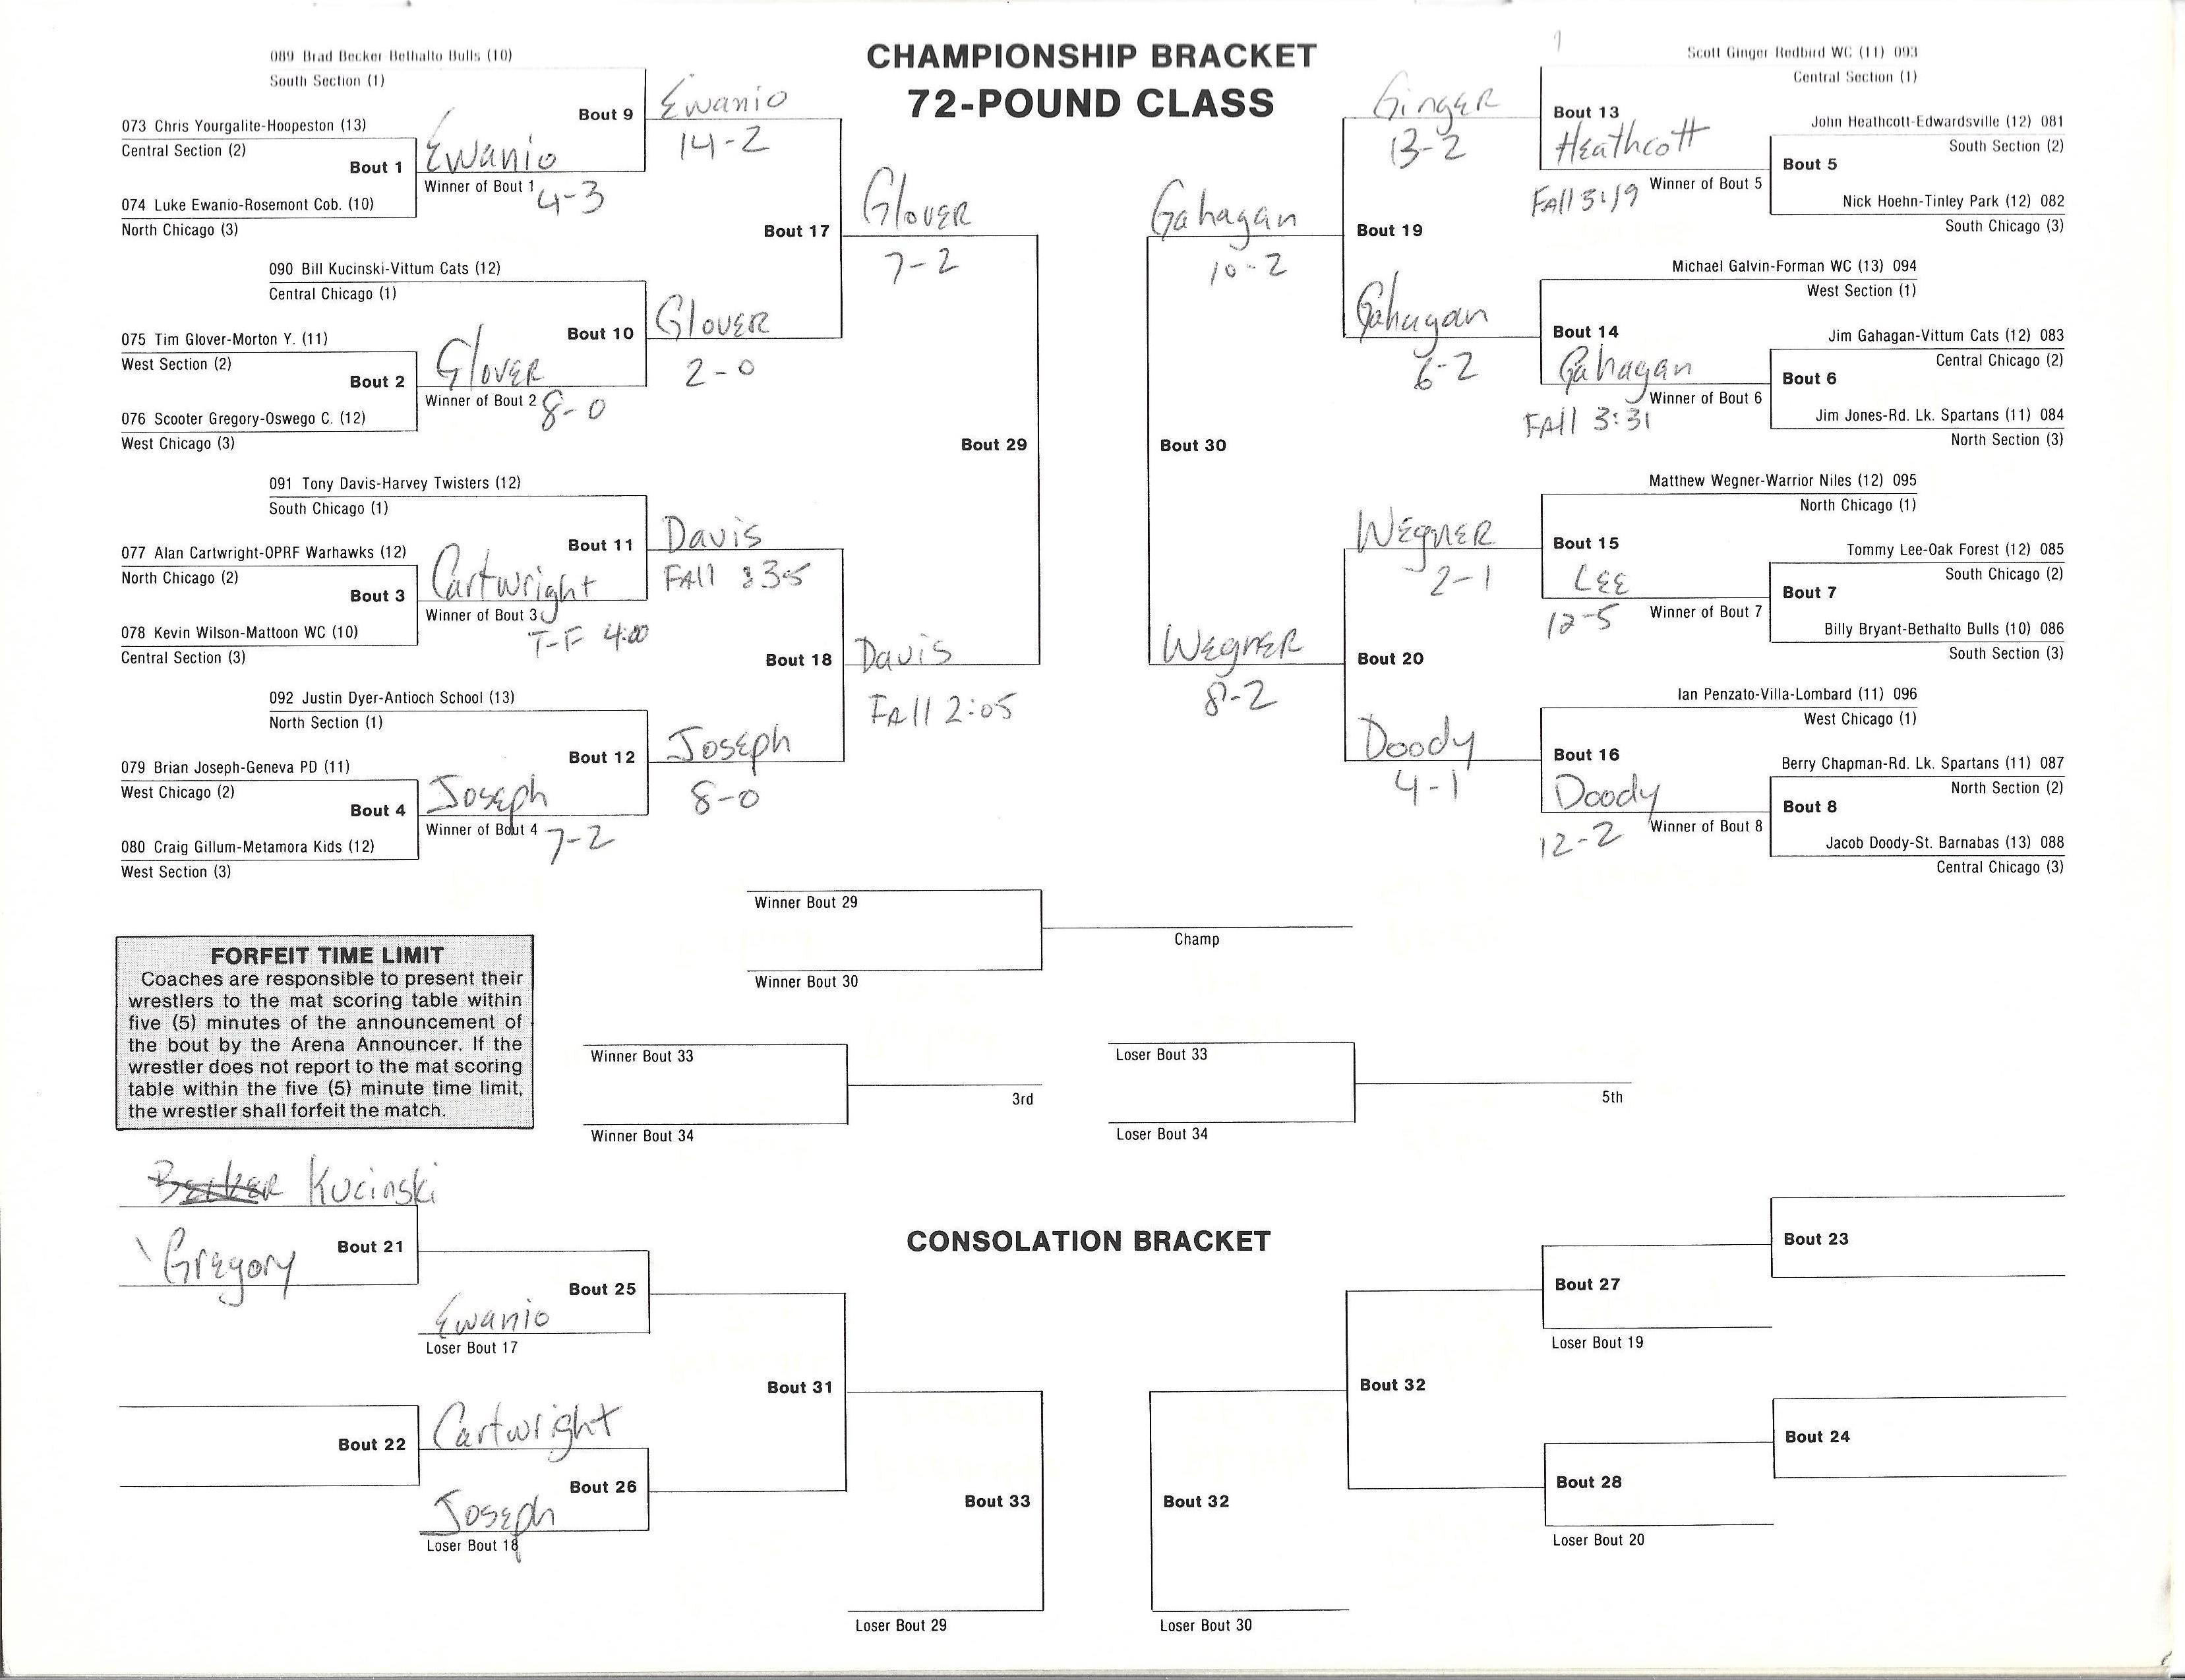 CHAMPIONSHIP BRACKET
72-POUND CLASS
089 Brad Becker Bethalto Bulls (10)
South Section (1)
Bout 9
073 Chris Yourgalite-Hoopeston (13)
Central Section (2)
Bout 1
Ewanio
Winner of Bout 1
4-3
074 Luke Ewanio-Rosemont Cob. (10)
North Chicago (3)
Ewanio
14-2
Bout 17
090 Bill Kucinski-Vittum Cats (12)
Central Chicago (1)
Bout 10
075 Tim Glover-Morton Y. (11)
West Section (2)
Bout 2
Glover
Winner of Bout 2
8-0
076 Scooter Gregory-Oswego C. (12)
West Chicago (3)
Glover
2-0
Glover
7-2
Bout 29
091 Tony Davis-Harvey Twisters (12)
South Chicago (1)
Bout 11
077 Alan Cartwright-OPRF Warhawks (12)
North Chicago (2)
Bout 3
Cartwright
Winner of Bout 3
T-F 4:00
078 Kevin Wilson-Mattoon WC (10)
Central Section (3)
Davis
Fall :35
Bout 18
092 Justin Dyer-Antioch School (13)
North Section (1)
Bout 12
079 Brian Joseph-Geneva PD (11)
West Chicago (2)
Bout 4
Joseph
Winner of Bout 4
7-2
080 Craig Gillum-Metamora Kids (12)
West Section (3)
Joseph
8-0
Davis
Fall 2:05
Scott Ginger Redbird WC (11) 093
Central Section (1)
Ginger
13-2
Bout 13
Heathcott
Winner of Bout 5
Fall 3:19
John Heathcott-Edwardsville (12) 081
South Section (2)
Bout 5
Nick Hoehn-Tinley Park (12) 082
South Chicago (3)
Gahagan
10-2
Bout 19
Michael Galvin-Forman WC (13) 094
West Section (1)
Gahagan
6-2
Bout 14
Gahagan
Winner of Bout 6
Fall 3:31
Jim Gahagan-Vittum Cats (12) 083
Central Chicago (2)
Bout 6
Jim Jones-Rd. Lk. Spartans (11) 084
North Section (3)
Bout 30
Matthew Wegner-Warrior Niles (12) 095
North Chicago (1)
Wegner
2-1
Bout 15
Lee
Winner of Bout 7
12-5
Tommy Lee-Oak Forest (12) 085
South Chicago (2)
Bout 7
Billy Bryant-Bethalto Bulls (10) 086
South Section (3)
Wegner
8-2
Bout 20
Ian Penzato-Villa-Lombard (11) 096
West Chicago (1)
Doody
4-1
Bout 16
Doody
Winner of Bout 8
12-2
Berry Chapman-Rd. Lk. Spartans (11) 087
North Section (2)
Bout 8
Jacob Doody-St. Barnabas (13) 088
Central Chicago (3)
Winner Bout 29
Champ
Winner Bout 30
FORFEIT TIME LIMIT
Coaches are responsible to present their
wrestlers to the mat scoring table within
five (5) minutes of the announcement of
the bout by the Arena Announcer. If the
wrestler does not report to the mat scoring
table within the five (5) minute time limit,
the wrestler shall forfeit the match.
Winner Bout 33
3rd
Winner Bout 34
Loser Bout 33
5th
Loser Bout 34
CONSOLATION BRACKET
Becker Kucinski
Bout 21
Gregory
Bout 25
Ewanio
Loser Bout 17
Bout 31
Bout 22
Cartwright
Bout 26
Joseph
Loser Bout 18
Bout 33
Loser Bout 29
Bout 23
Bout 27
Loser Bout 19
Bout 32
Bout 24
Bout 28
Loser Bout 20
Bout 32
Loser Bout 30